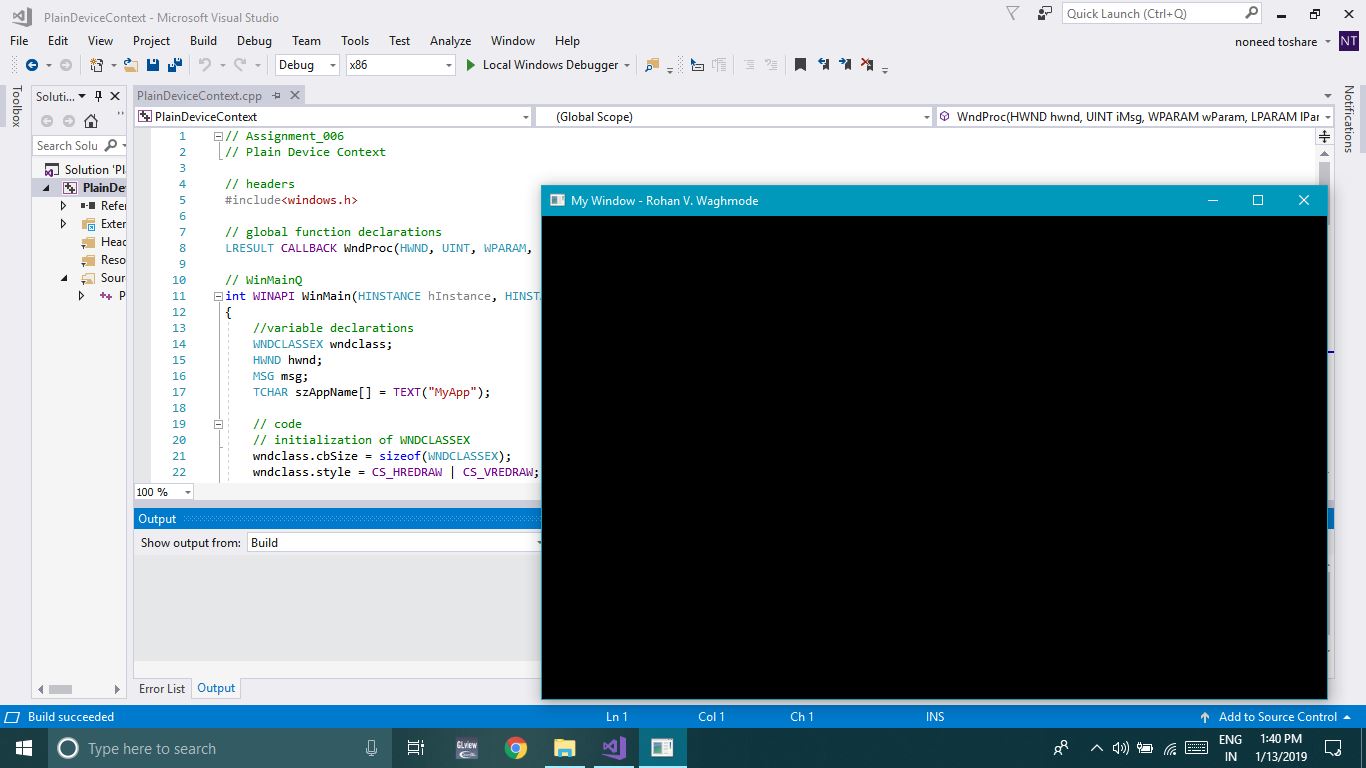 PlainDeviceContext - Microsoft Visual Studio
Quick Launch (Ctrl+Q)
File Edit View Project Build Debug Team Tools Test Analyze Window Help
noneed toshare
NT
Debug x86 Local Windows Debugger
Toolbox
Soluti...
Search Solu
Solution 'Pl
PlainDe
Refer
Exter
Head
Reso
Sour
P
PlainDeviceContext.cpp
PlainDeviceContext
(Global Scope)
WndProc(HWND hwnd, UINT iMsg, WPARAM wParam, LPARAM lPar
Notifications
1 // Assignment_006
2 // Plain Device Context
3
4 // headers
5 #include<windows.h>
6
7 // global function declarations
8 LRESULT CALLBACK WndProc(HWND, UINT, WPARAM,
9
10 // WinMainQ
11 int WINAPI WinMain(HINSTANCE hInstance, HINSTA
12 {
13 //variable declarations
14 WNDCLASSEX wndclass;
15 HWND hwnd;
16 MSG msg;
17 TCHAR szAppName[] = TEXT("MyApp");
18
19 // code
20 // initialization of WNDCLASSEX
21 wndclass.cbSize = sizeof(WNDCLASSEX);
22 wndclass.style = CS_HREDRAW | CS_VREDRAW;
100 %
My Window - Rohan V. Waghmode
Output
Show output from: Build
Error List Output
Build succeeded
Ln 1 Col 1 Ch 1 INS
Add to Source Control
Type here to search
GLview
ENG
IN
1:40 PM
1/13/2019